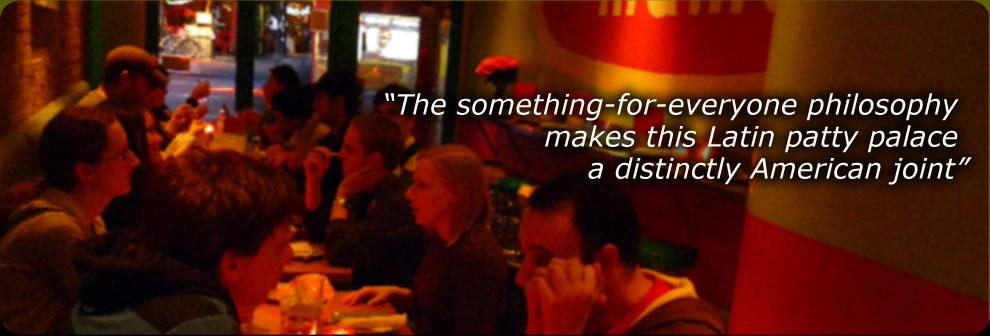 “The something-for-everyone philosophy
makes this Latin patty palace
a distinctly American joint”